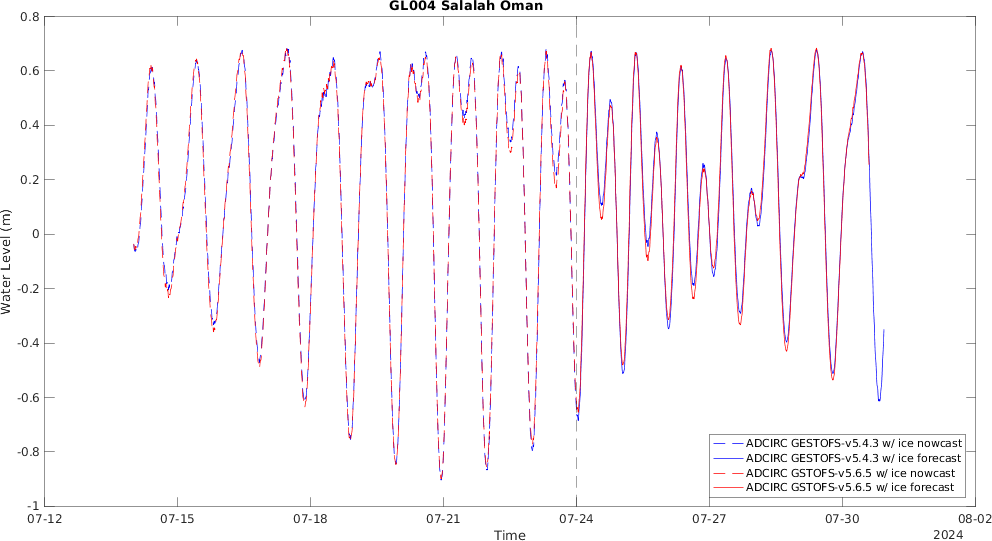 GL004 Salalah Oman
0.8
0.6
0.4
0.2
0
-0.2
-0.4
-0.6
-0.8
-1
Water Level (m)
ADCIRC GESTOFS-v5.4.3 w/ ice nowcast
ADCIRC GESTOFS-v5.4.3 w/ ice forecast
ADCIRC GSTOFS-v5.6.5 w/ ice nowcast
ADCIRC GSTOFS-v5.6.5 w/ ice forecast
07-12 07-15 07-18 07-21 07-24 07-27 07-30 08-02
Time
2024